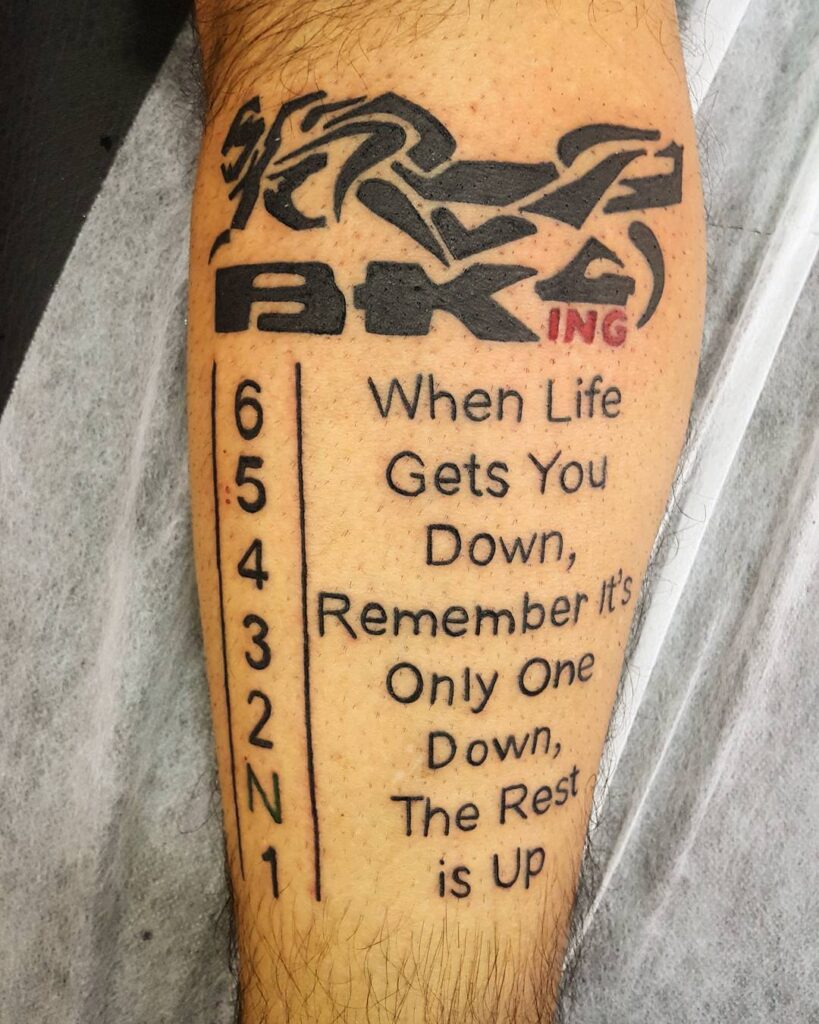 B-K
ING
6
5
4
3
2
N
1
When Life
Gets You
Down,
Remember It's
Only One
Down,
The Rest
is Up